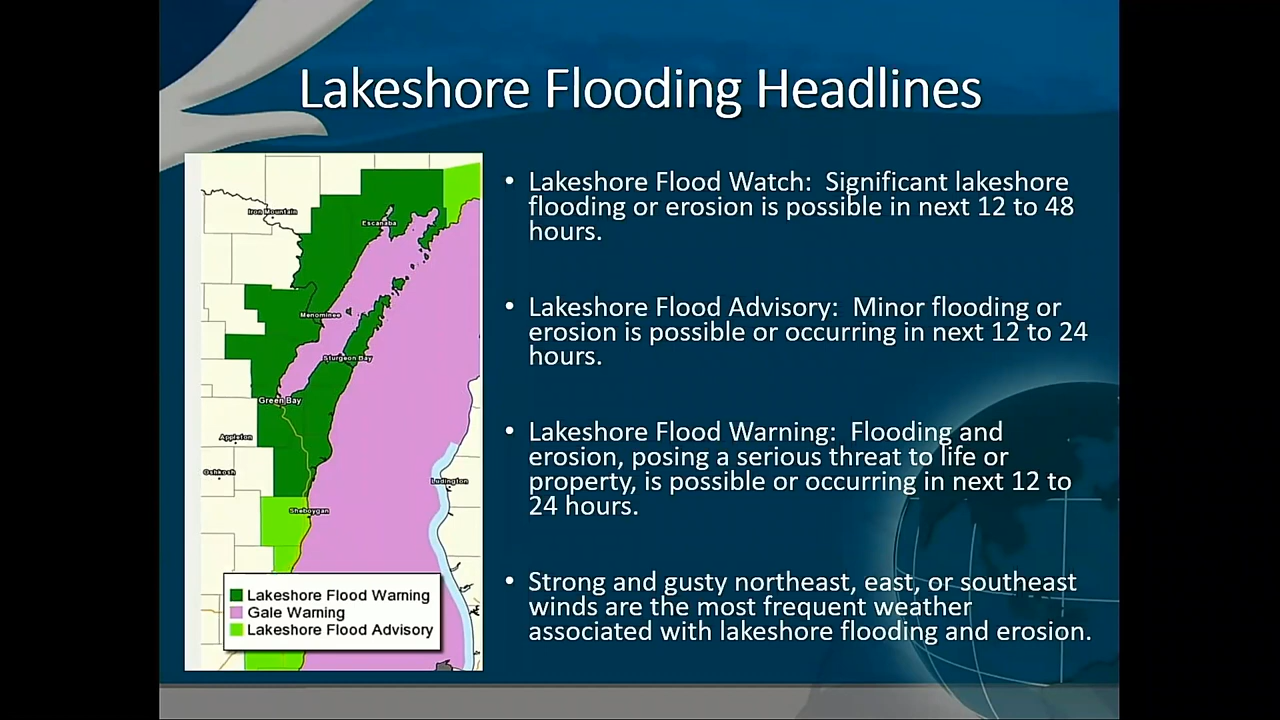 Lakeshore Flooding Headlines
Iron Mountain
Escanaba
Menominee
Sturgeon Bay
Green Bay
Appleton
Oshkosh
Ludington
Sheboygan
Lakeshore Flood Warning
Gale Warning
Lakeshore Flood Advisory
• Lakeshore Flood Watch:  Significant lakeshore
flooding or erosion is possible in next 12 to 48
hours.
• Lakeshore Flood Advisory:  Minor flooding or
erosion is possible or occurring in next 12 to 24
hours.
• Lakeshore Flood Warning:  Flooding and
erosion, posing a serious threat to life or
property, is possible or occurring in next 12 to
24 hours.
• Strong and gusty northeast, east, or southeast
winds are the most frequent weather
associated with lakeshore flooding and erosion.